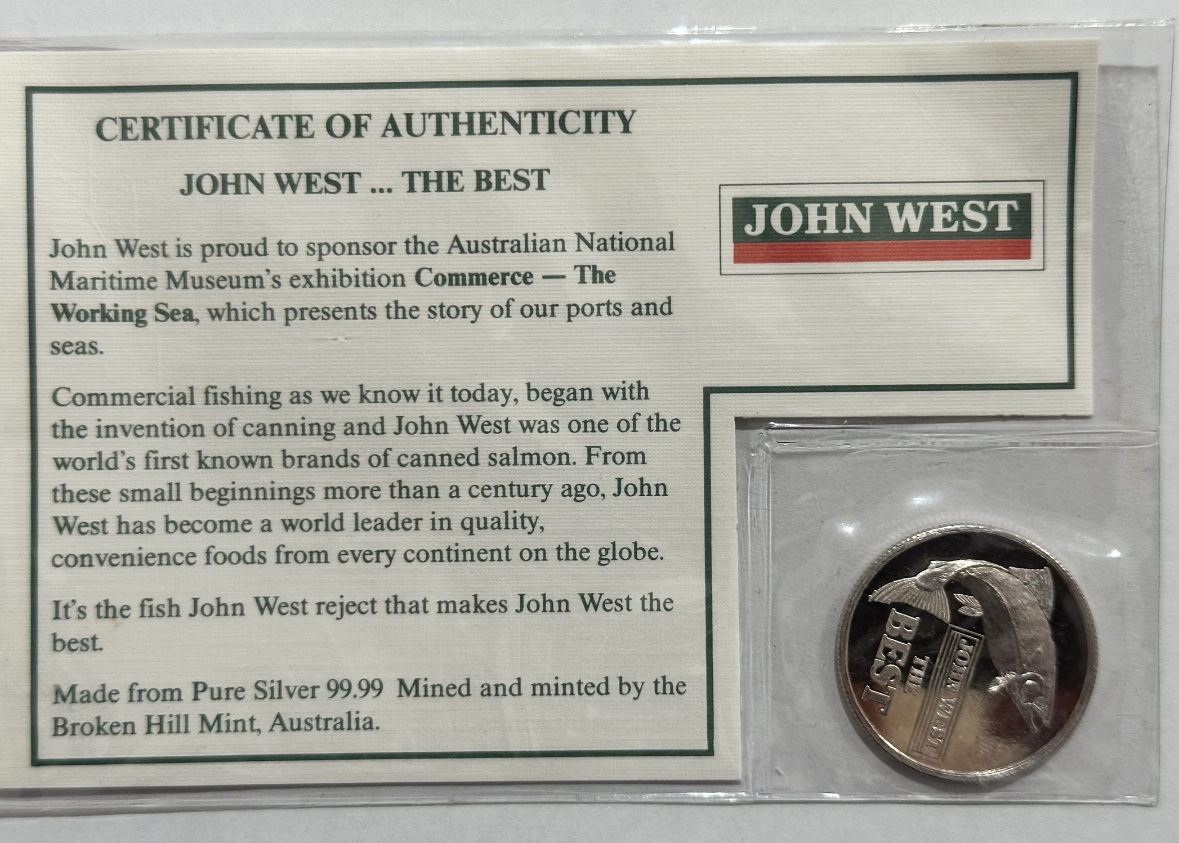 CERTIFICATE OF AUTHENTICITY
JOHN WEST ... THE BEST
John West is proud to sponsor the Australian National
Maritime Museum's exhibition Commerce — The
Working Sea, which presents the story of our ports and
seas.
Commercial fishing as we know it today, began with
the invention of canning and John West was one of the
world's first known brands of canned salmon. From
these small beginnings more than a century ago, John
West has become a world leader in quality,
convenience foods from every continent on the globe.
It's the fish John West reject that makes John West the
best.
Made from Pure Silver 99.99 Mined and minted by the
Broken Hill Mint, Australia.
JOHN WEST
JOHN WEST
THE
BEST